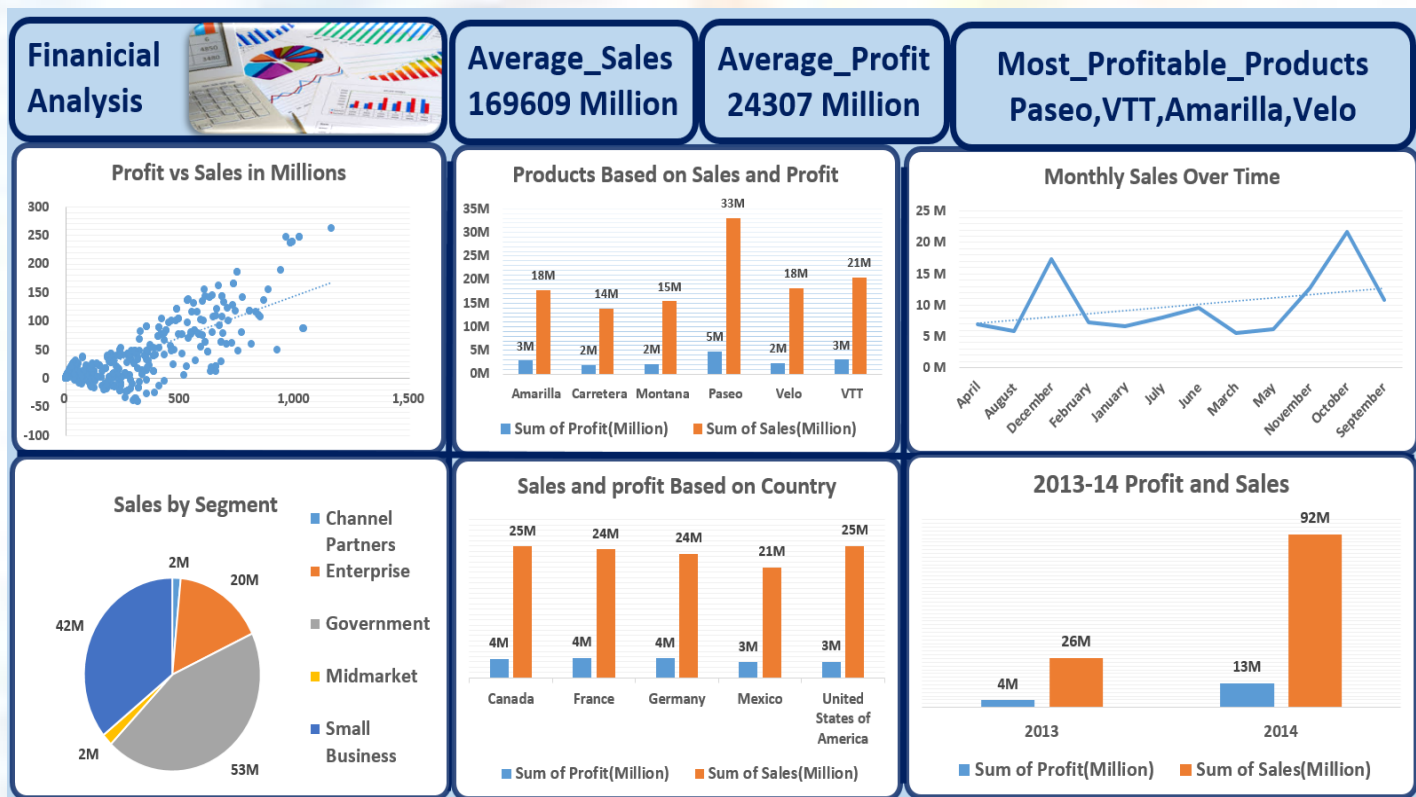 Finanicial
Analysis
Average_Sales
169609 Million
Average_Profit
24307 Million
Most_Profitable_Products
Paseo,VTT,Amarilla,Velo
Profit vs Sales in Millions
300
250
200
150
100
50
0
-50
-100
0
500
1,000
1,500
Products Based on Sales and Profit
35M
30M
25M
20M
15M
10M
5M
0M
3M
18M
2M
14M
2M
15M
5M
33M
2M
18M
3M
21M
Amarilla
Carretera
Montana
Paseo
Velo
VTT
Sum of Profit(Million)
Sum of Sales(Million)
Monthly Sales Over Time
25 M
20 M
15 M
10 M
5 M
0 M
April
August
December
February
January
July
June
March
May
November
October
September
Sales by Segment
2M
20M
53M
2M
42M
Channel
Partners
Enterprise
Government
Midmarket
Small
Business
Sales and profit Based on Country
4M
25M
4M
24M
4M
24M
3M
21M
3M
25M
Canada
France
Germany
Mexico
United
States of
America
Sum of Profit(Million)
Sum of Sales(Million)
2013-14 Profit and Sales
4M
26M
13M
92M
2013
2014
Sum of Profit(Million)
Sum of Sales(Million)